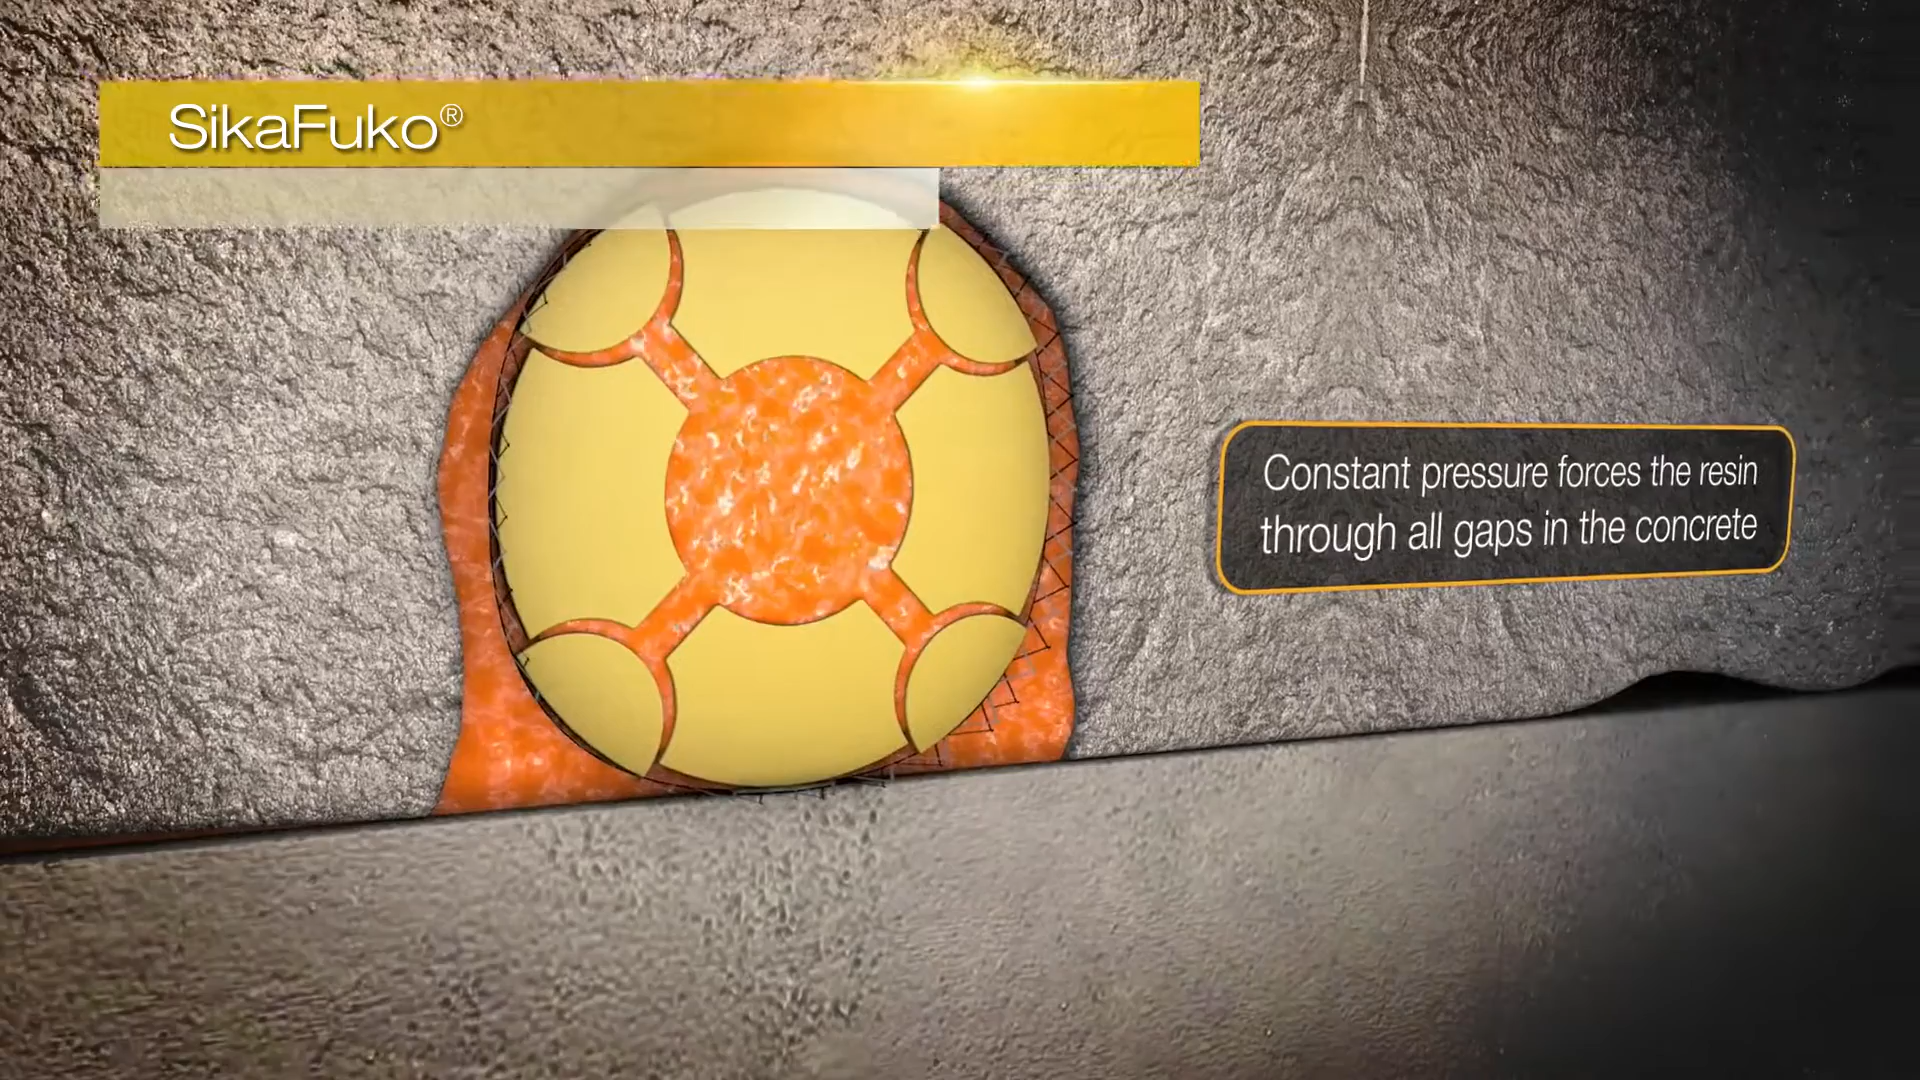 SikaFuko®
Constant pressure forces the resin
through all gaps in the concrete